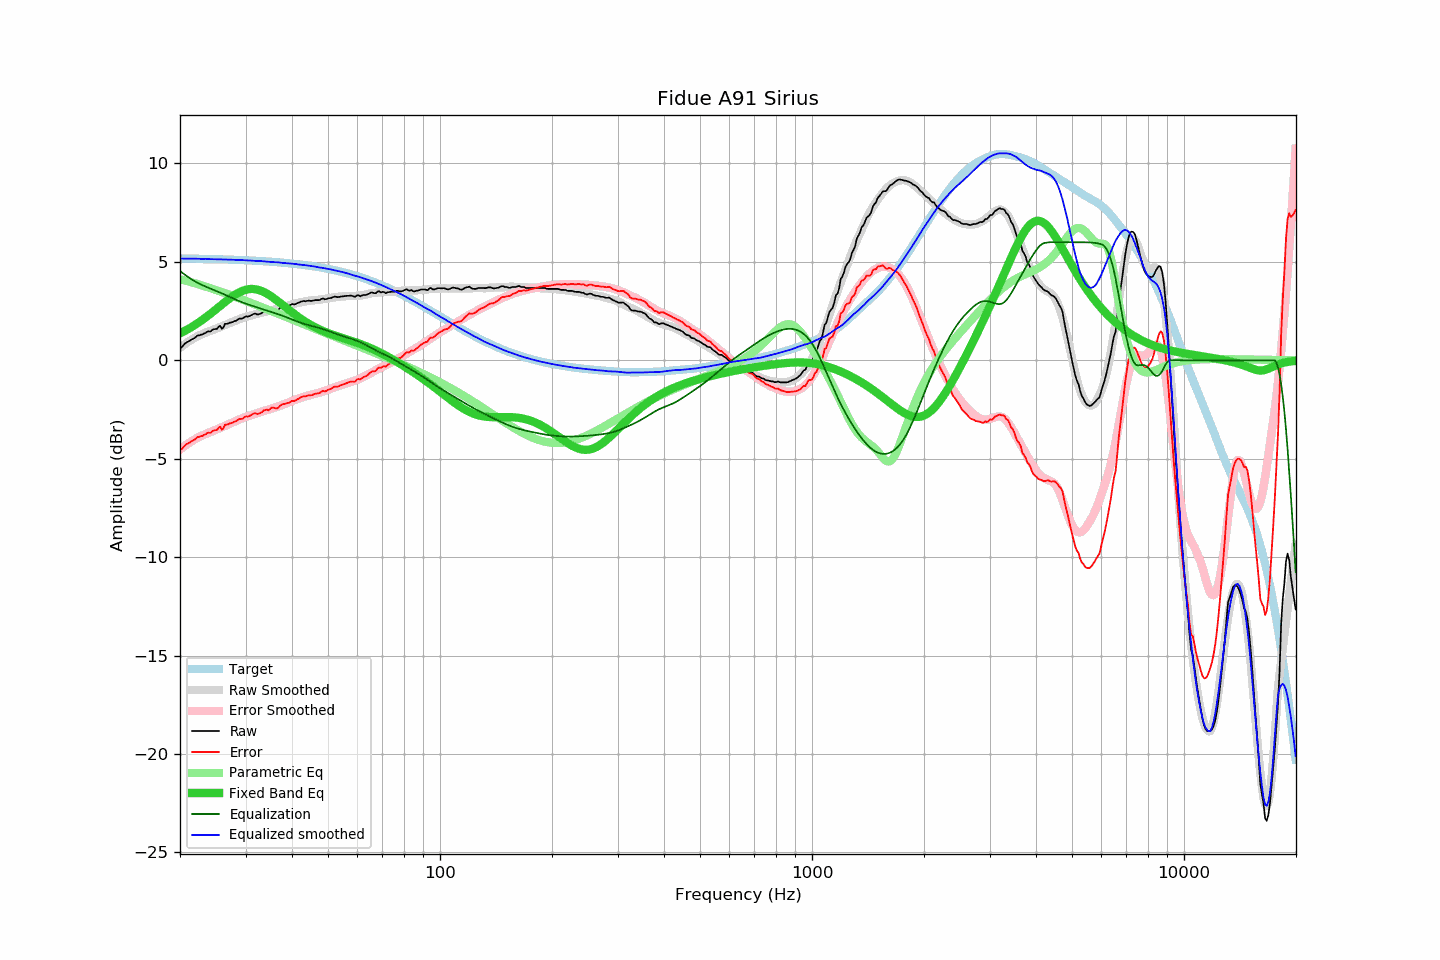 Fidue A91 Sirius
10
5
0
−5
−10
−15
−20
−25
Amplitude (dBr)
Target
Raw Smoothed
Error Smoothed
Raw
Error
Parametric Eq
Fixed Band Eq
Equalization
Equalized smoothed
100
1000
10000
Frequency (Hz)